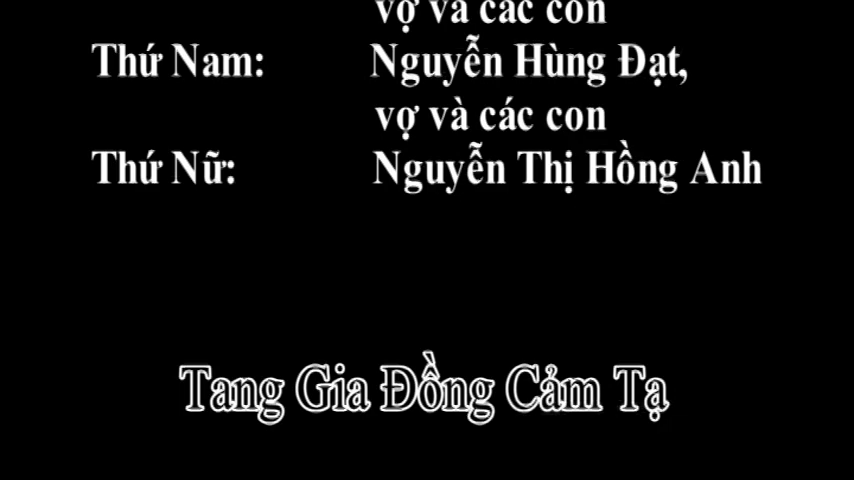 vợ và các con
Thứ Nam: Nguyễn Hùng Đạt,
vợ và các con
Thứ Nữ: Nguyễn Thị Hồng Anh
Tang Gia Đồng Cảm Tạ